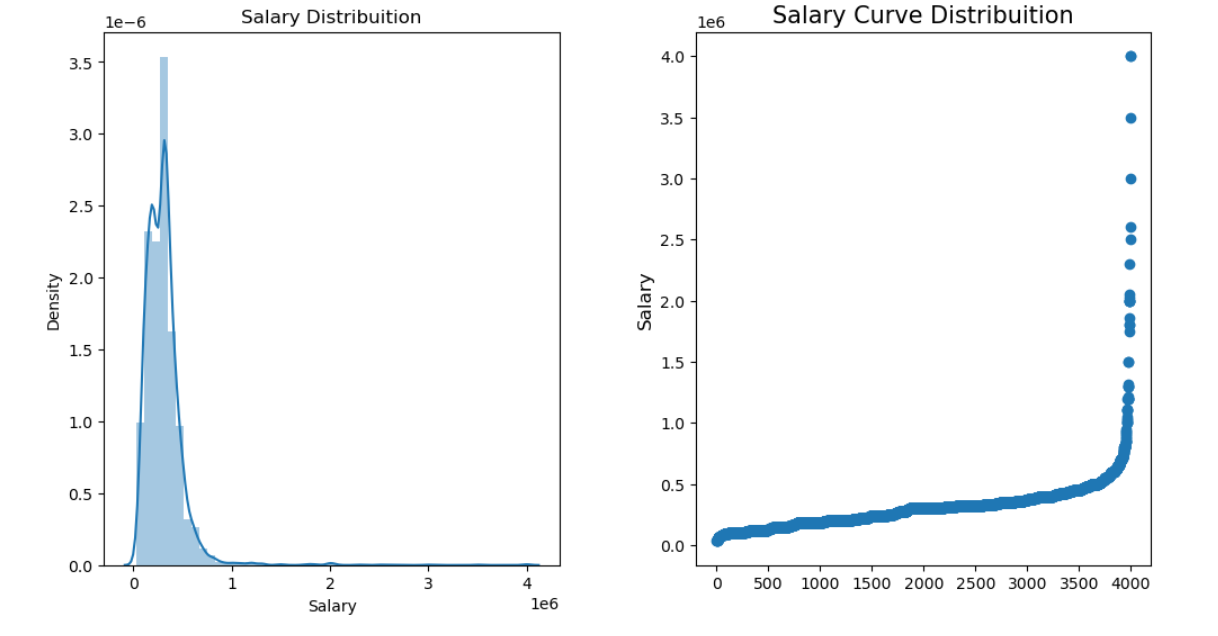 Salary Distribuition
1e−6
3.5
3.0
2.5
2.0
1.5
1.0
0.5
0.0
Density
0 1 2 3 4
1e6
Salary
Salary Curve Distribuition
1e6
4.0
3.5
3.0
2.5
2.0
1.5
1.0
0.5
0.0
Salary
0 500 1000 1500 2000 2500 3000 3500 4000